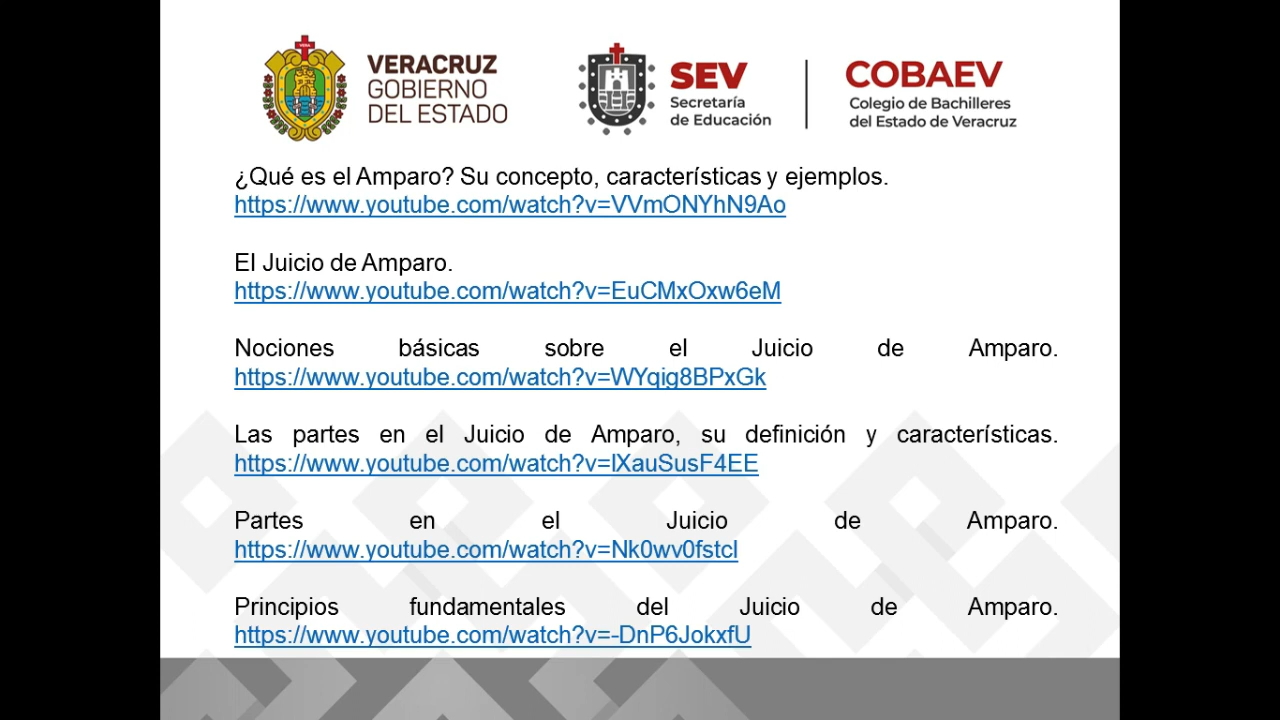 VERACRUZ
GOBIERNO
DEL ESTADO
SEV
Secretaría
de Educación
COBAEV
Colegio de Bachilleres
del Estado de Veracruz
¿Qué es el Amparo? Su concepto, características y ejemplos.
https://www.youtube.com/watch?v=VVmONYhN9Ao
El Juicio de Amparo.
https://www.youtube.com/watch?v=EuCMxOxw6eM
Nociones básicas sobre el Juicio de Amparo.
https://www.youtube.com/watch?v=WYqig8BPxGk
Las partes en el Juicio de Amparo, su definición y características.
https://www.youtube.com/watch?v=lXauSusF4EE
Partes en el Juicio de Amparo.
https://www.youtube.com/watch?v=Nk0wv0fstcI
Principios fundamentales del Juicio de Amparo.
https://www.youtube.com/watch?v=-DnP6JokxfU